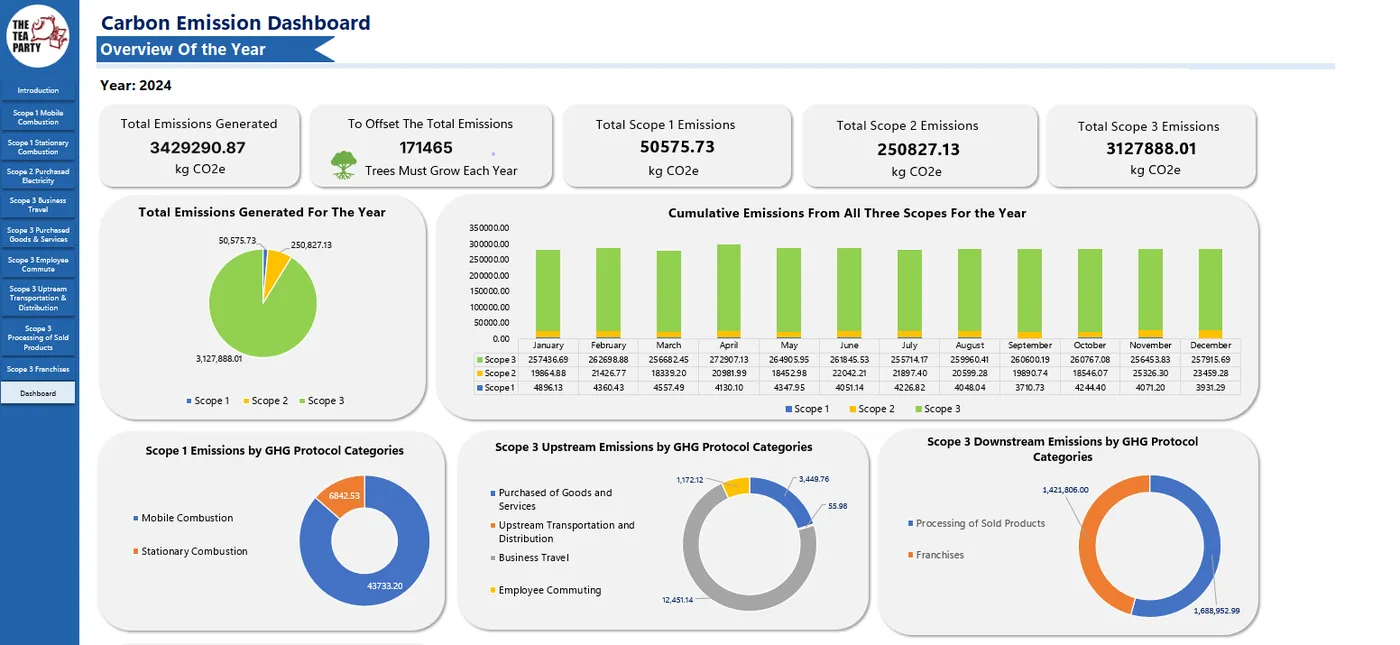 THE
TEA
PARTY
Introduction
Scope 1 Mobile
Combustion
Scope 1 Stationary
Combustion
Scope 2 Purchased
Electricity
Scope 3 Business
Travel
Scope 3 Purchased
Goods & Services
Scope 3 Employee
Commute
Scope 3 Uptream
Transportation &
Distribution
Scope 3
Processing of Sold
Products
Scope 3 Franchises
Dashboard
Carbon Emission Dashboard
Overview Of the Year
Year: 2024
Total Emissions Generated
3429290.87
kg CO2e
To Offset The Total Emissions
171465
Trees Must Grow Each Year
Total Scope 1 Emissions
50575.73
kg CO2e
Total Scope 2 Emissions
250827.13
kg CO2e
Total Scope 3 Emissions
3127888.01
kg CO2e
Total Emissions Generated For The Year
50,575.73
250,827.13
3,127,888.01
Scope 1 Scope 2 Scope 3
Cumulative Emissions From All Three Scopes For the Year
350000.00
300000.00
250000.00
200000.00
150000.00
100000.00
50000.00
0.00
January February March April May June July August September October November December
Scope 3 257436.69 262698.88 256682.45 272907.13 264905.95 261845.53 255714.17 259960.41 260600.19 260767.08 256453.83 257915.69
Scope 2 19864.88 21426.77 18339.20 20981.99 18452.98 22042.21 21897.40 20599.28 19890.74 18546.07 25326.30 23459.28
Scope1 4896.13 4360.43 4557.49 4130.10 4347.95 4051.14 4226.82 4048.04 3710.73 4244.40 4071.20 3931.29
Scope 1 Scope 2 Scope 3
Scope 1 Emissions by GHG Protocol Categories
Mobile Combustion
Stationary Combustion
6842.53
43733.20
Scope 3 Upstream Emissions by GHG Protocol Categories
Purchased of Goods and
Services
Upstream Transportation and
Distribution
Business Travel
Employee Commuting
1,172.12
3,449.76
55.98
12,451.14
Scope 3 Downstream Emissions by GHG Protocol
Categories
Processing of Sold Products
Franchises
1,421,806.00
1,688,952.99